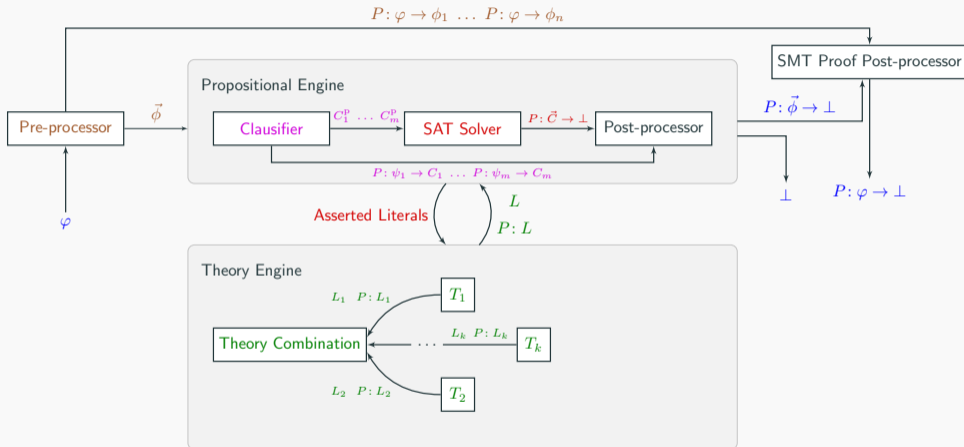 P : φ → ϕ₁ … P : φ → ϕₙ
SMT Proof Post-processor
Propositional Engine
P : ϕ⃗ → ⊥
Pre-processor
ϕ⃗
Clausifier
C₁ᵖ … Cₘᵖ
SAT Solver
P : C⃗ → ⊥
Post-processor
P : ψ₁ → C₁ … P : ψₘ → Cₘ
⊥
P : φ → ⊥
φ
Asserted Literals
L
P : L
Theory Engine
L₁ P : L₁
T₁
Theory Combination
…
Lₖ P : Lₖ
Tₖ
L₂ P : L₂
T₂